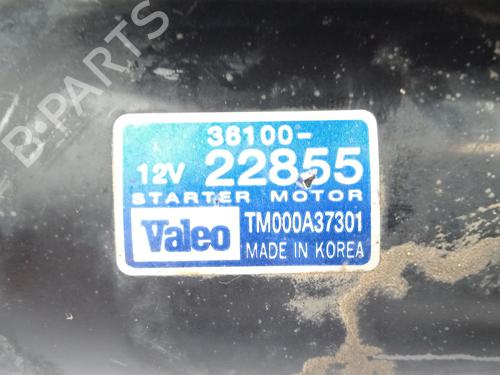 B-PARTS
36100-
12V 22855
STARTER MOTOR
Valeo TM000A37301
MADE IN KOREA